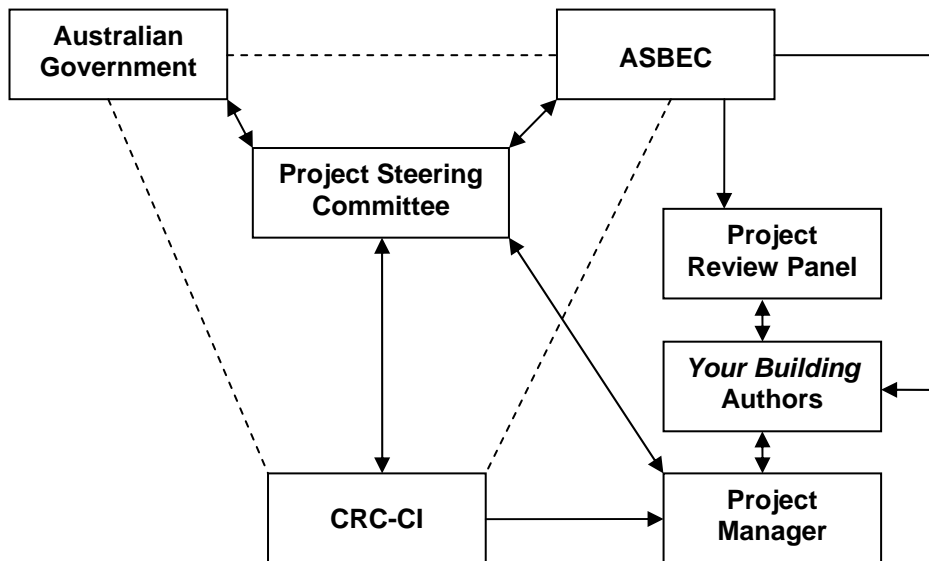 Australian
Government
ASBEC
Project Steering
Committee
Project
Review Panel
Your Building
Authors
CRC-CI
Project
Manager